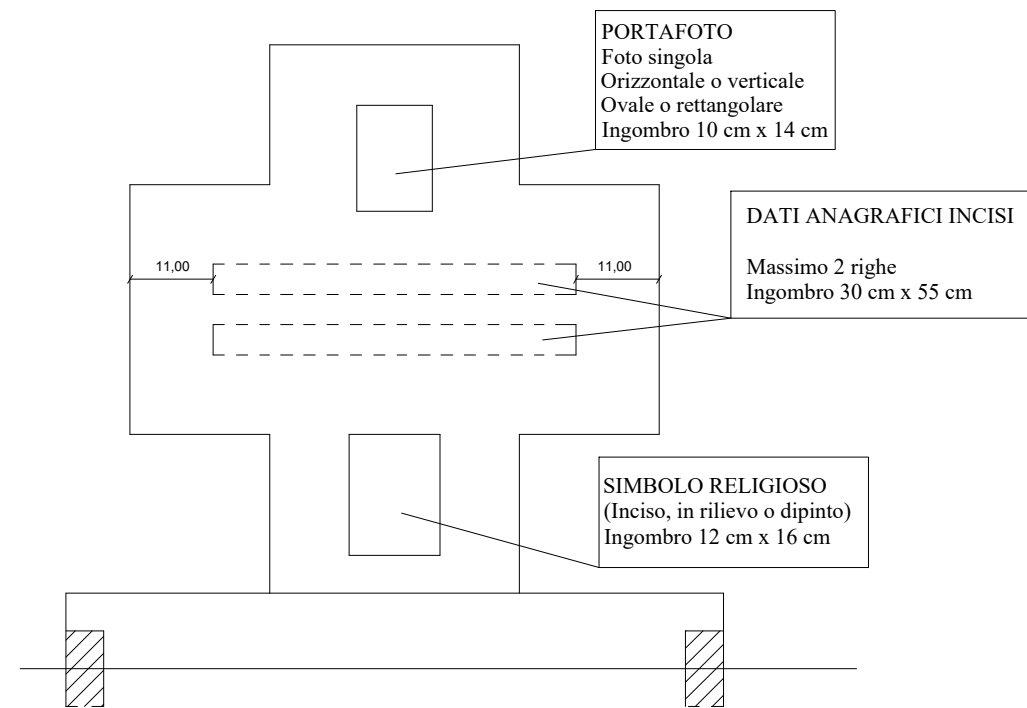 PORTAFOTO
Foto singola
Orizzontale o verticale
Ovale o rettangolare
Ingombro 10 cm x 14 cm
DATI ANAGRAFICI INCISI
Massimo 2 righe
Ingombro 30 cm x 55 cm
11,00
11,00
SIMBOLO RELIGIOSO
(Inciso, in rilievo o dipinto)
Ingombro 12 cm x 16 cm